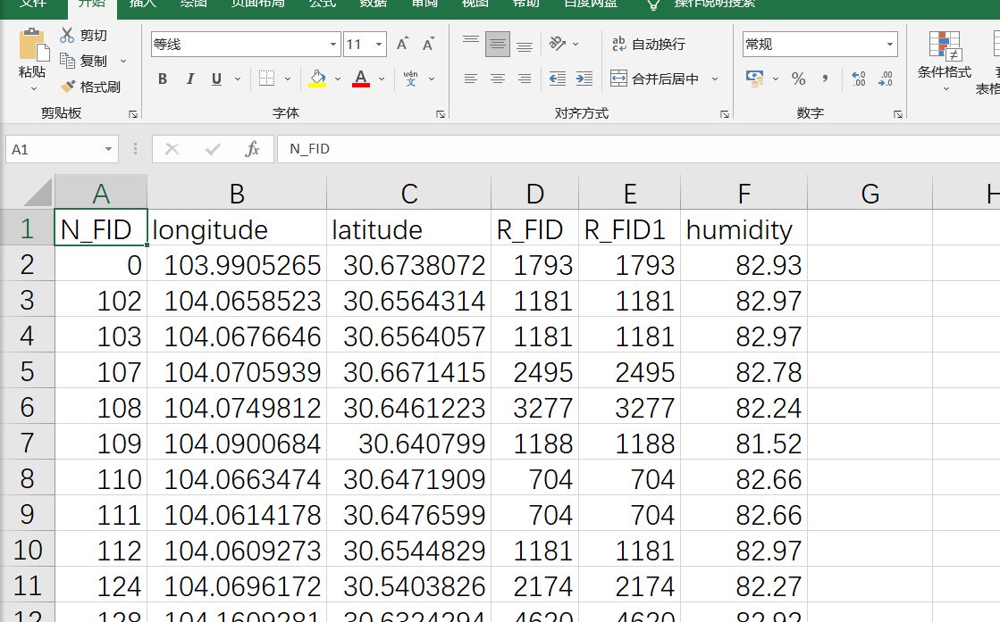 文件 开始 插入 绘图 页面布局 公式 数据 审阅 视图 帮助 百度网盘 操作说明搜索
粘贴
剪切
复制
格式刷
剪贴板
等线 11 A A
B I U A wén 文
字体
ab 自动换行
合并后居中
对齐方式
常规
% , .00 .00
数字
条件格式
表格
A1 fx N_FID
A B C D E F G H
1 N_FID longitude latitude R_FID R_FID1 humidity
2 0 103.9905265 30.6738072 1793 1793 82.93
3 102 104.0658523 30.6564314 1181 1181 82.97
4 103 104.0676646 30.6564057 1181 1181 82.97
5 107 104.0705939 30.6671415 2495 2495 82.78
6 108 104.0749812 30.6461223 3277 3277 82.24
7 109 104.0900684 30.640799 1188 1188 81.52
8 110 104.0663474 30.6471909 704 704 82.66
9 111 104.0614178 30.6476599 704 704 82.66
10 112 104.0609273 30.6544829 1181 1181 82.97
11 124 104.0696172 30.5403826 2174 2174 82.27
12 128 104.1609281 30.6324294 4620 4620 82.92